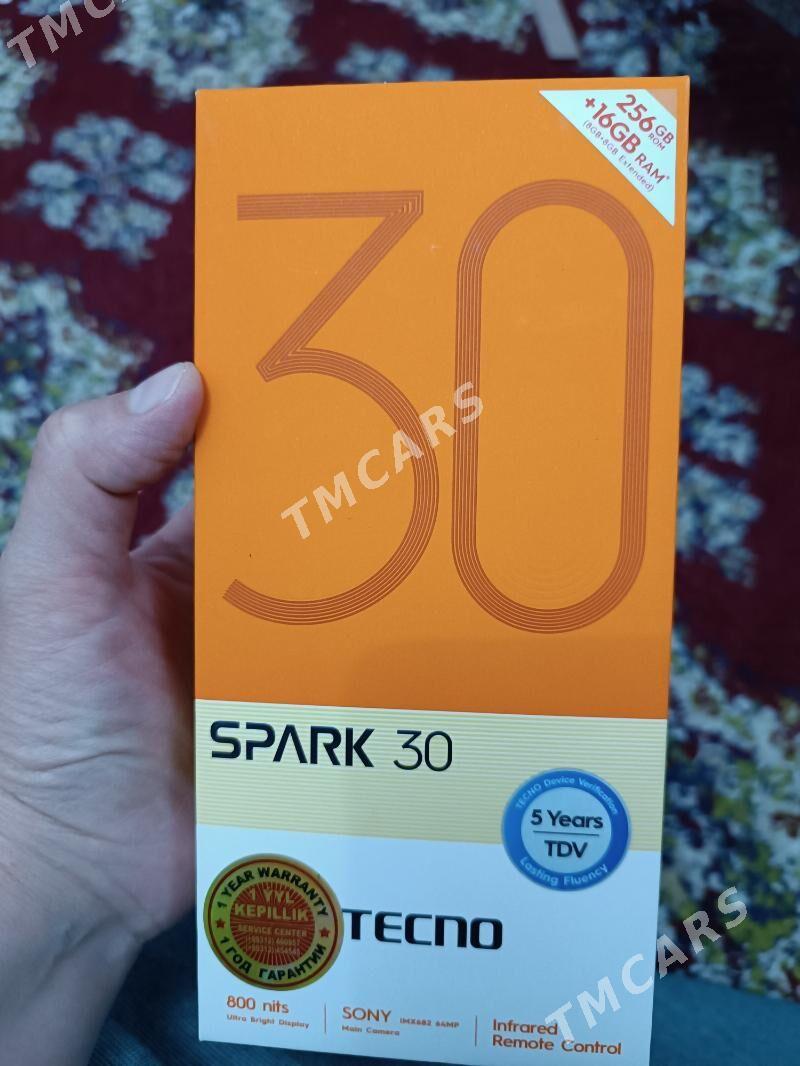 TMCARS
256GB
ROM
+16GB RAM*
(8GB+8GB Extended)
30
TMCARS
SPARK 30
TECNO Device Verification
5 Years
TDV
Lasting Fluency
1 YEAR WARRANTY
KEPILLIK
SERVICE CENTER
1 ГОД ГАРАНТИИ
TECNO
TMCARS
800 nits
Ultra Bright Display
SONY IMX682 64MP
Main Camera
Infrared
Remote Control